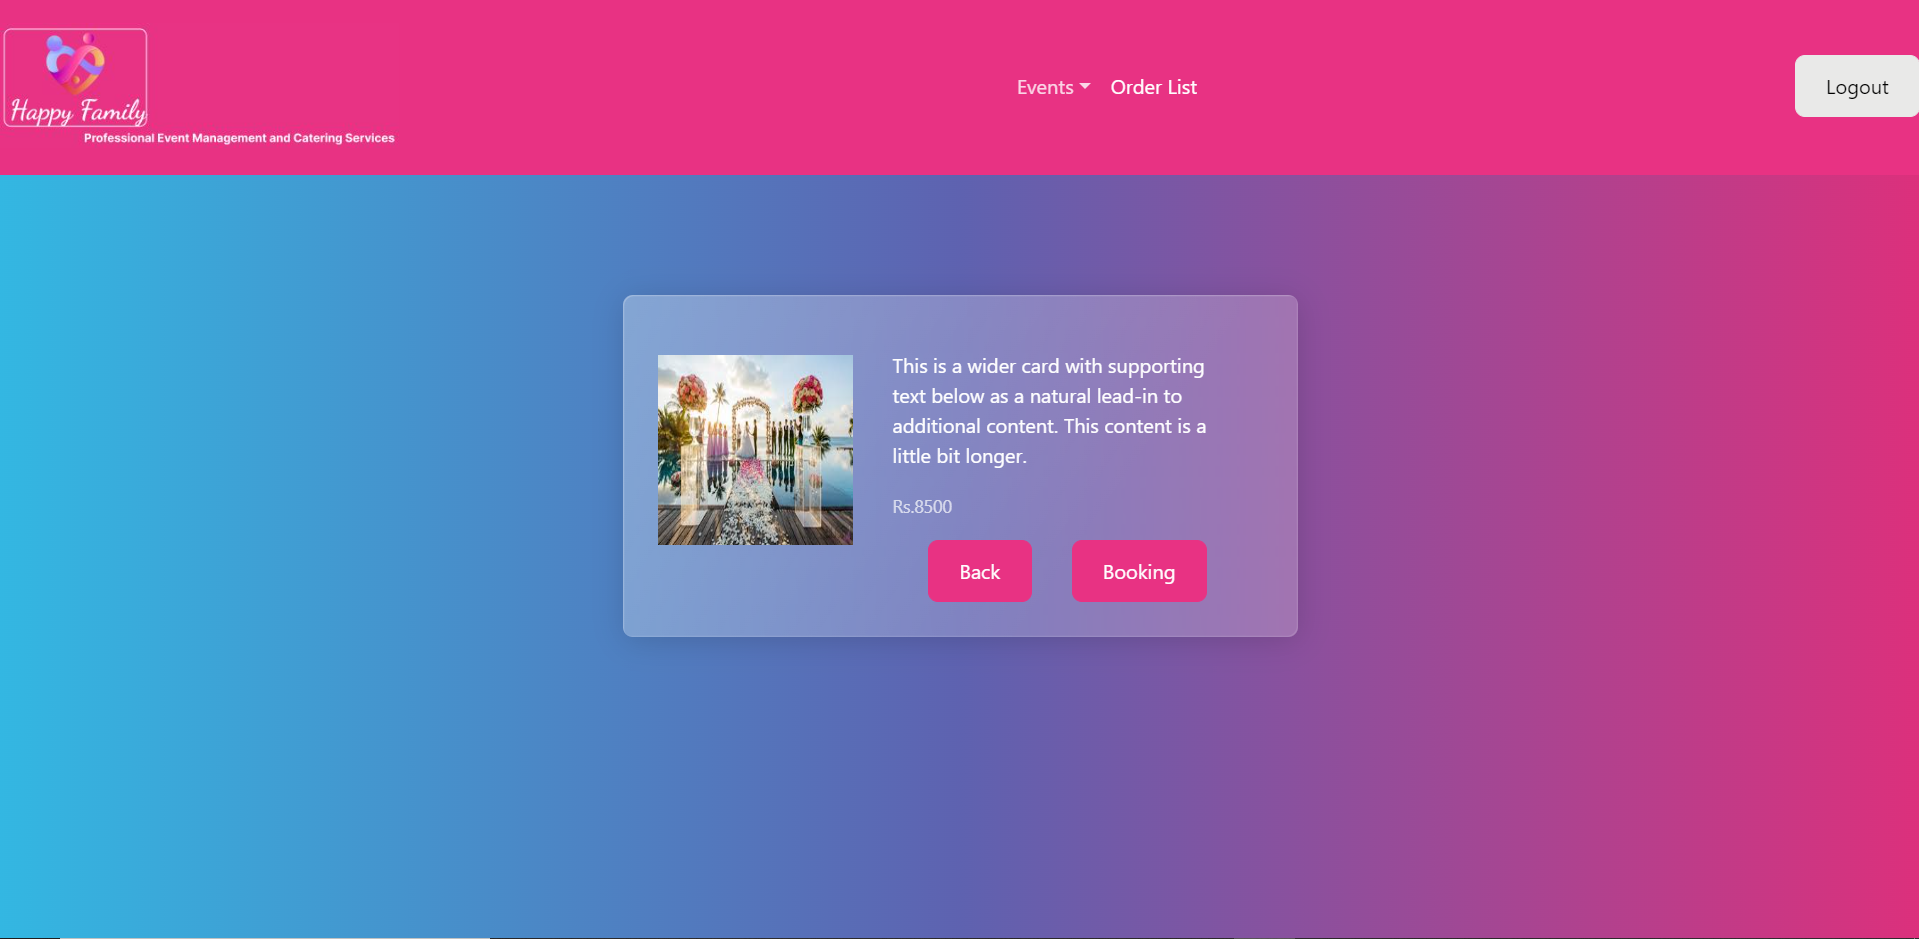 Happy Family
Professional Event Management and Catering Services
Events Order List
Logout
This is a wider card with supporting
text below as a natural lead-in to
additional content. This content is a
little bit longer.
Rs.8500
Back Booking